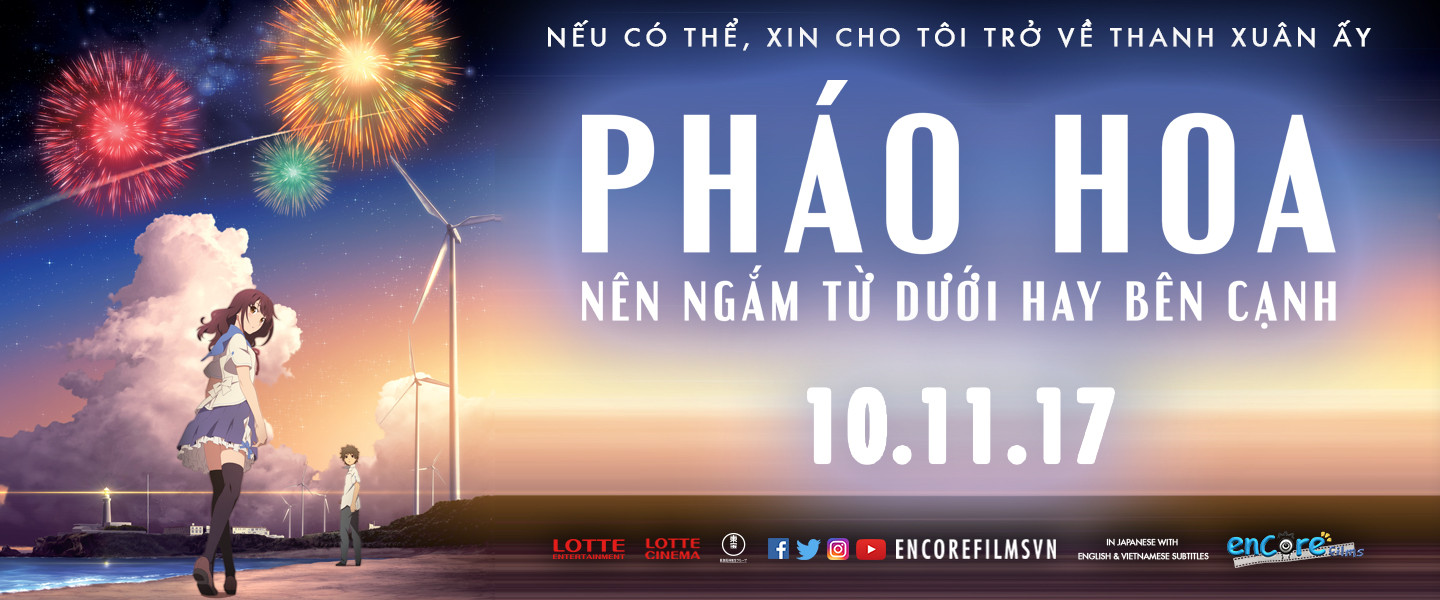 NẾU CÓ THỂ, XIN CHO TÔI TRỞ VỀ THANH XUÂN ẤY
PHÁO HOA
NÊN NGẮM TỪ DƯỚI HAY BÊN CẠNH
10.11.17
LOTTE ENTERTAINMENT
LOTTE CINEMA
ENCOREFILMSVN
IN JAPANESE WITH
ENGLISH & VIETNAMESE SUBTITLES
encore films